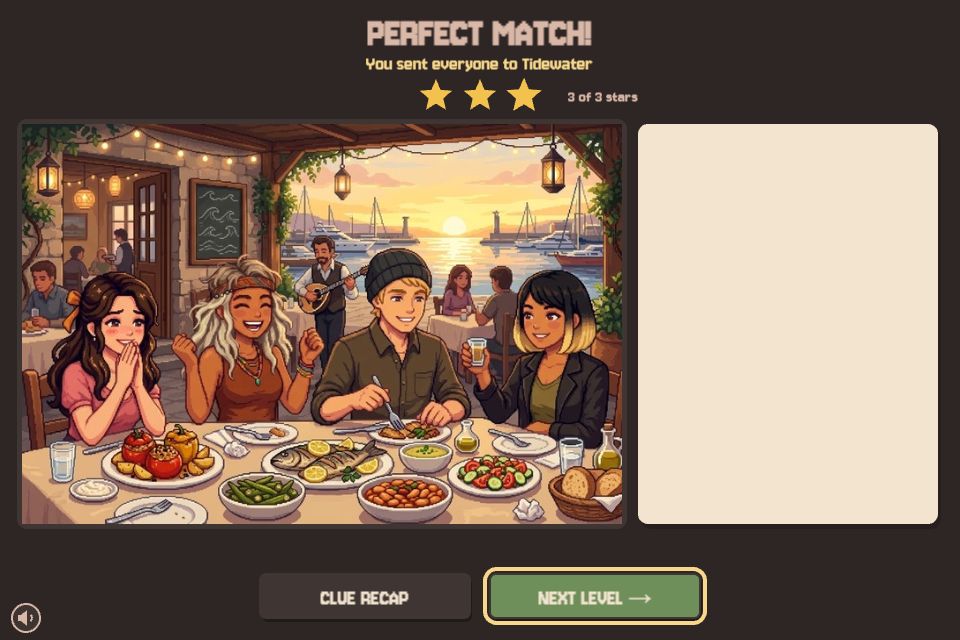 PERFECT MATCH!
You sent everyone to Tidewater
3 of 3 stars
CLUE RECAP
NEXT LEVEL →